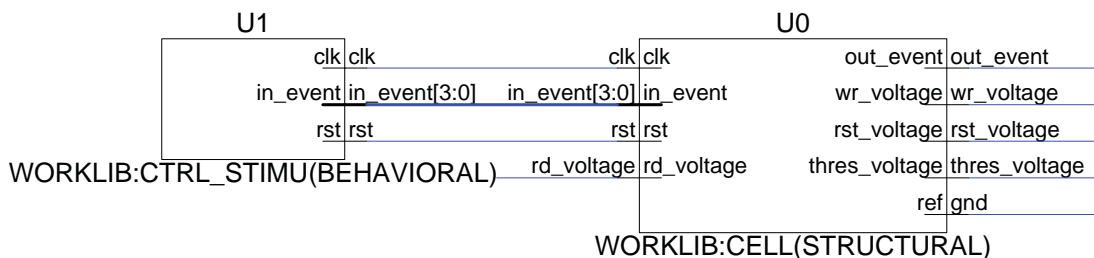 U1 U0
clk clk clk clk out_event out_event
in_event in_event[3:0] in_event[3:0] in_event wr_voltage wr_voltage
rst rst rst rst rst_voltage rst_voltage
WORKLIB:CTRL_STIMU(BEHAVIORAL) rd_voltage rd_voltage thres_voltage thres_voltage
ref gnd
WORKLIB:CELL(STRUCTURAL)